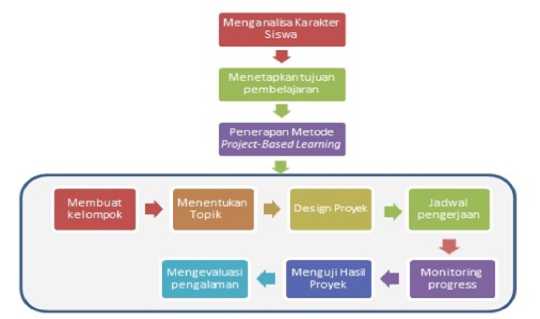 Menganalisa Karakter
Siswa
Menetapkan tujuan
pembelajaran
Penerapan Metode
Project-Based Learning
Membuat
kelompok
Menentukan
Topik
Design Proyek
Jadwal
pengerjaan
Monitoring
progress
Menguji Hasil
Proyek
Mengevaluasi
pengalaman